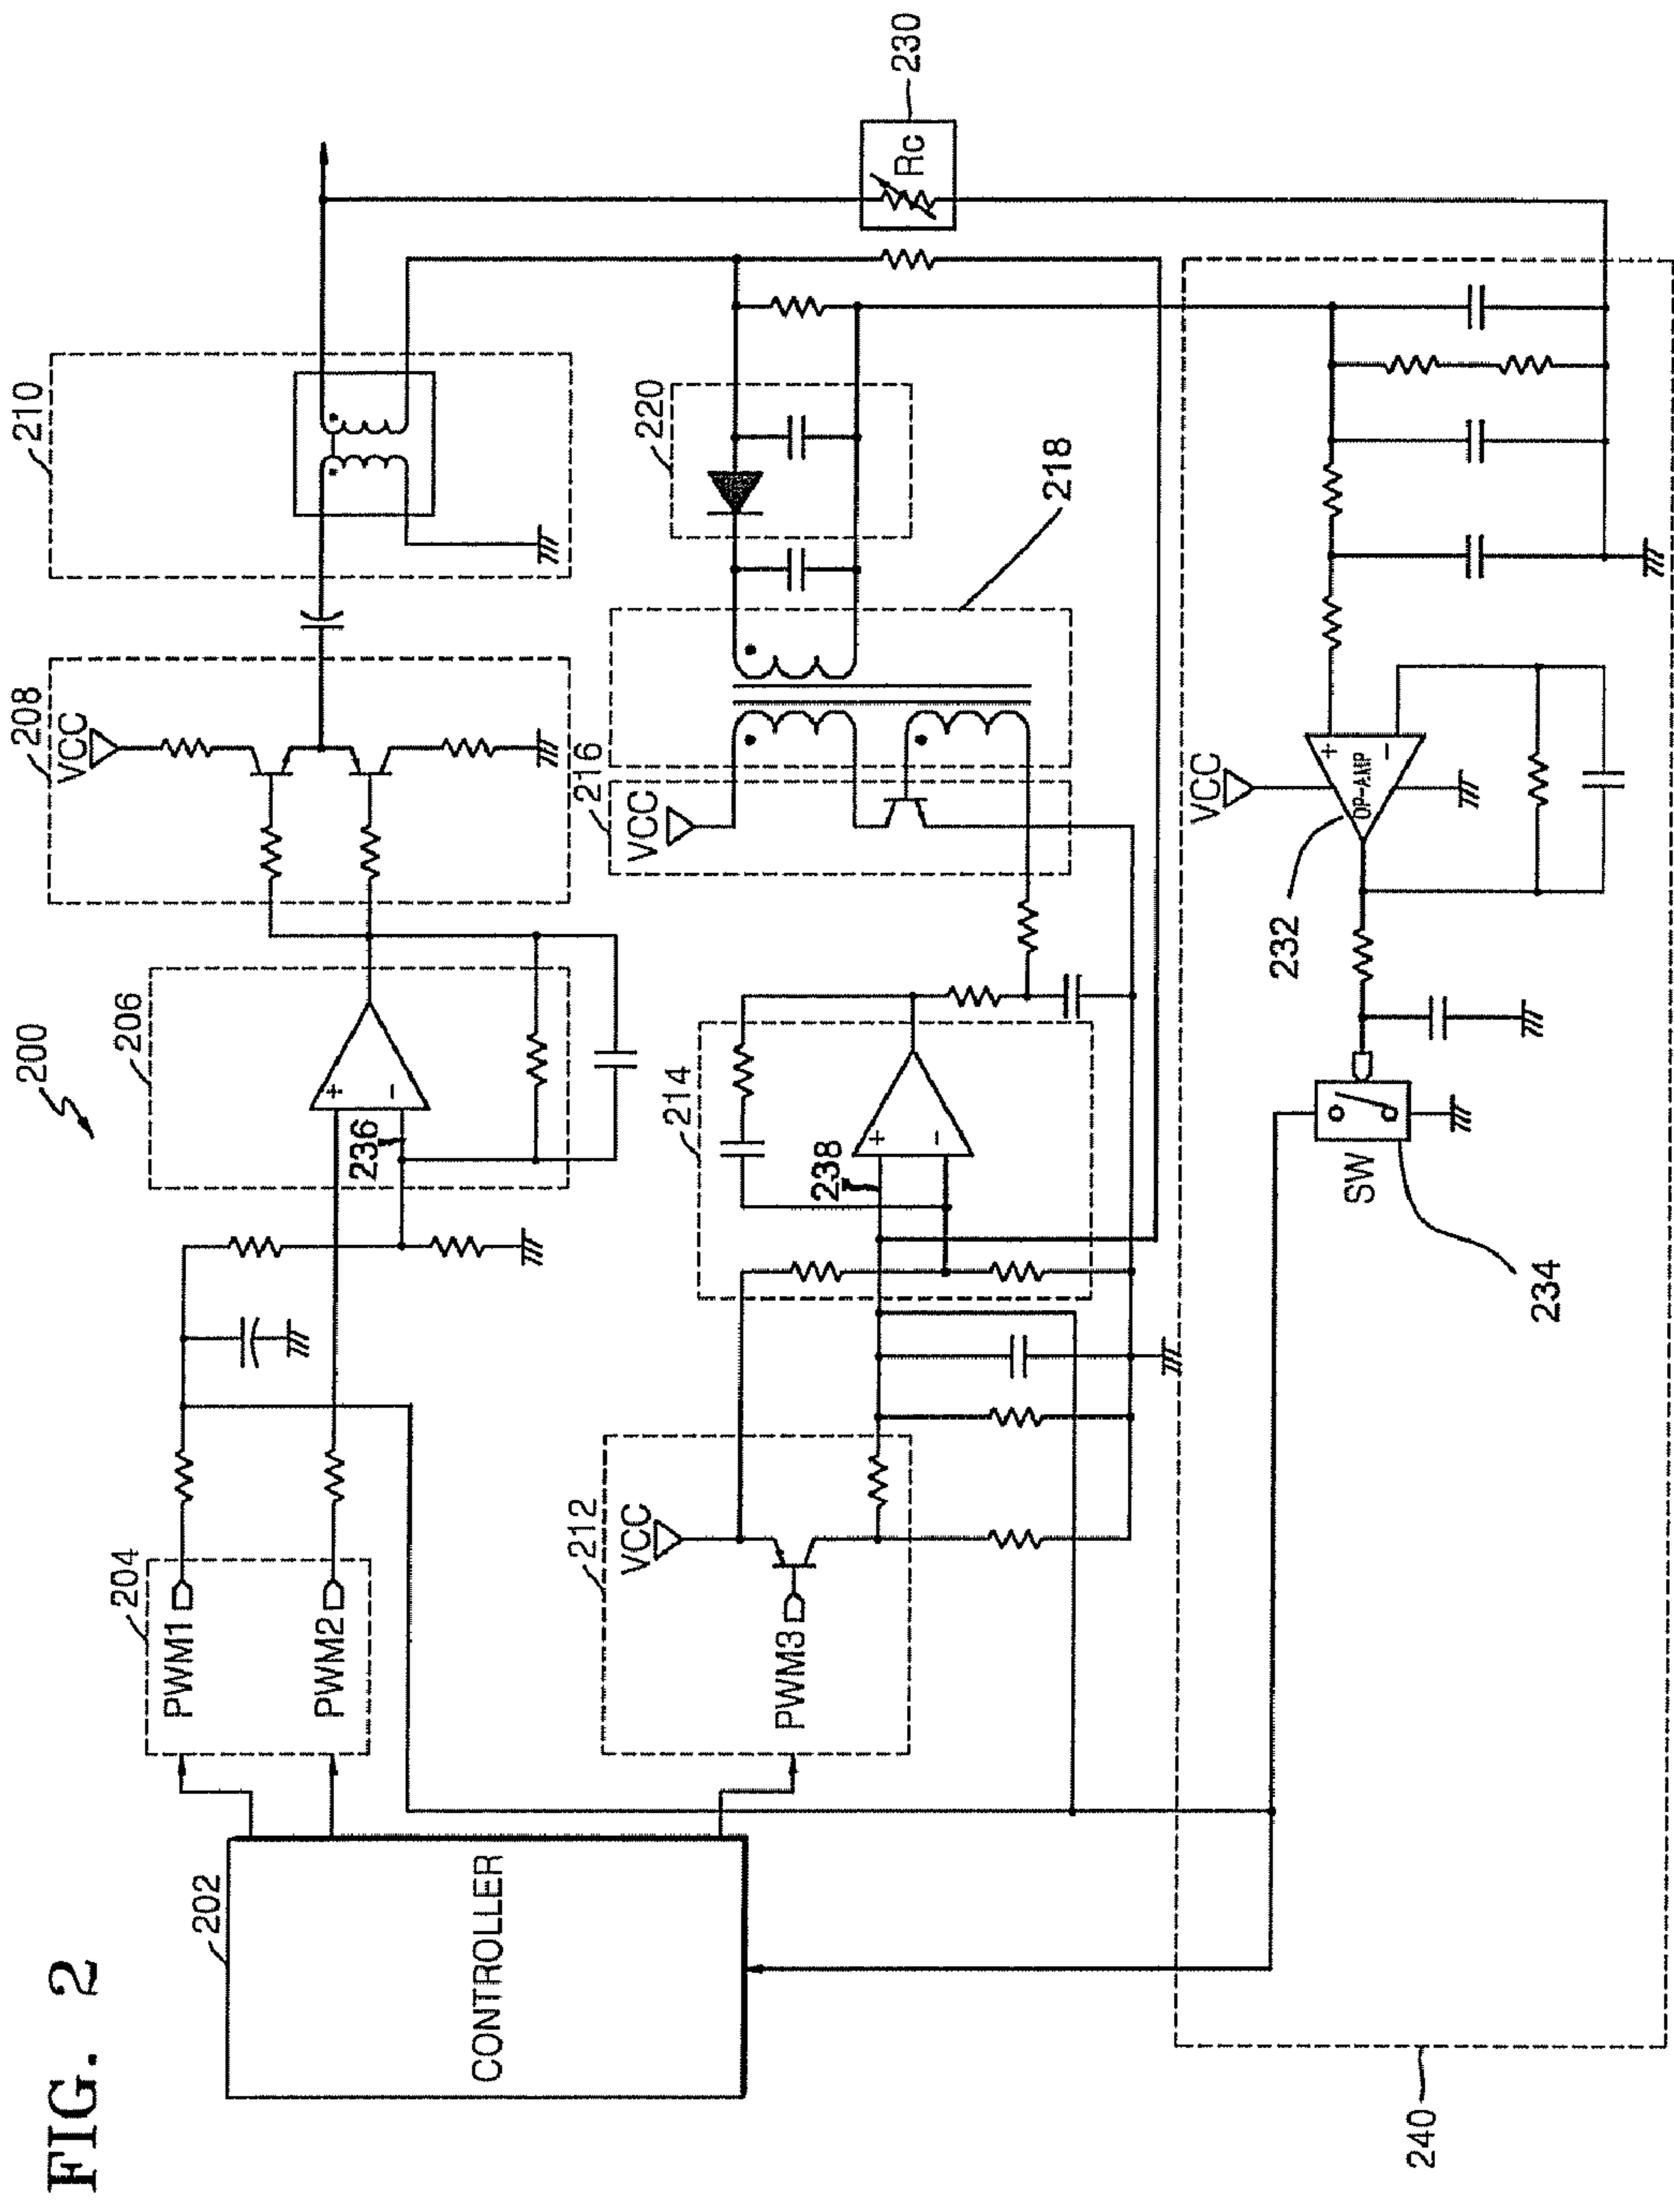 FIG. 2
200
210
208
VCC
206
+
-
236
204
PWM1
PWM2
202
CONTROLLER
230
Rc
220
218
216
VCC
214
+
-
238
212
VCC
PWM3
VCC
+
-
OP-AMP
232
SW
234
240